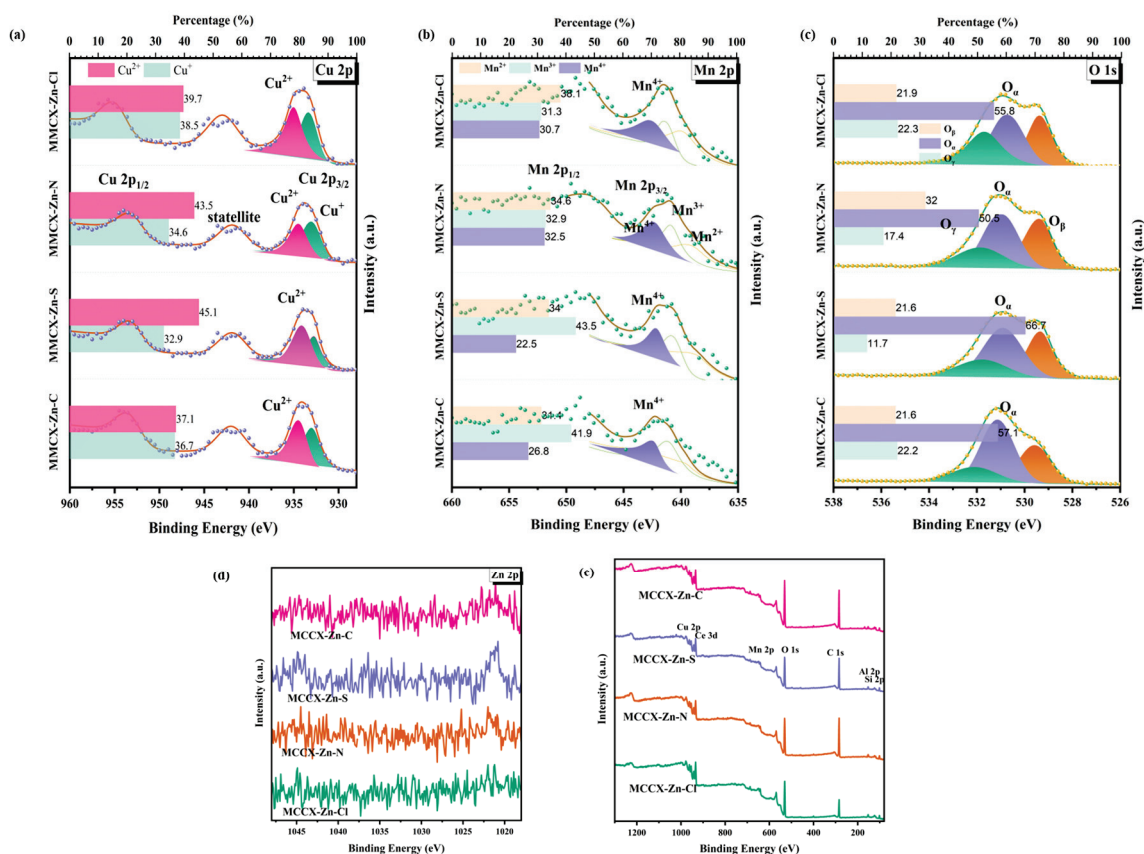 Percentage (%)
Percentage (%)
Percentage (%)
(a)
0 10 20 30 40 50 60 70 80 90 100
(b)
0 10 20 30 40 50 60 70 80 90 100
(c)
0 10 20 30 40 50 60 70 80 90 100
Cu²⁺ Cu⁺
Cu 2p
Mn²⁺ Mn³⁺ Mn⁴⁺
Mn 2p
O 1s
MMCX-Zn-Cl
Cu²⁺
39.7
38.5
MMCX-Zn-Cl
Mn⁴⁺
38.1
31.3
30.7
MMCX-Zn-Cl
Oα
21.9
55.8
22.3
Oβ
Oα
Oγ
MMCX-Zn-N
Cu 2p1/2
statellite
Cu 2p3/2
Cu²⁺
Cu⁺
43.5
34.6
MMCX-Zn-N
Mn 2p1/2
Mn 2p3/2
Mn³⁺
Mn⁴⁺
Mn²⁺
34.6
32.9
32.5
MMCX-Zn-N
Oα
Oγ
Oβ
32
50.5
17.4
MMCX-Zn-S
Cu²⁺
45.1
32.9
MMCX-Zn-S
Mn⁴⁺
34
43.5
22.5
MMCX-Zn-S
Oα
21.6
66.7
11.7
MMCX-Zn-C
Cu²⁺
37.1
36.7
MMCX-Zn-C
Mn⁴⁺
31.4
41.9
26.8
MMCX-Zn-C
Oα
21.6
57.1
22.2
Intensity (a.u.)
Intensity (a.u.)
Intensity (a.u.)
960 955 950 945 940 935 930
660 655 650 645 640 635
538 536 534 532 530 528 526
Binding Energy (eV)
Binding Energy (eV)
Binding Energy (eV)
(d)
Zn 2p
MCCX-Zn-C
MCCX-Zn-S
MCCX-Zn-N
MCCX-Zn-Cl
Intensity (a.u.)
1045 1040 1035 1030 1025 1020
Binding Energy (eV)
(e)
MCCX-Zn-C
Cu 2p
Ce 3d
Mn 2p
O 1s
C 1s
Al 2p
Si 2p
MCCX-Zn-S
MCCX-Zn-N
MCCX-Zn-Cl
Intensity (a.u.)
1200 1000 800 600 400 200
Binding Energy (eV)